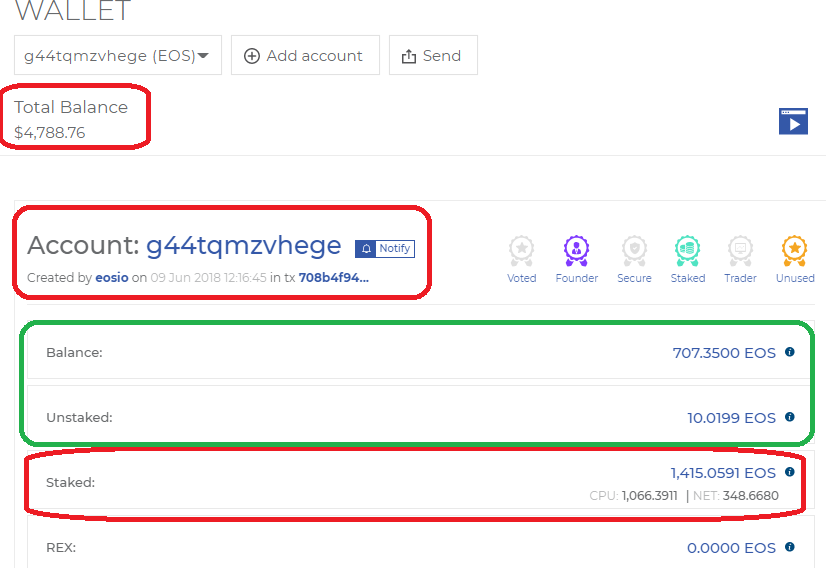 WALLET
g44tqmzvhege (EOS) Add account Send
Total Balance
$4,788.76
Account: g44tqmzvhege Notify
Created by eosio on 09 Jun 2018 12:16:45 in tx 708b4f94...
Voted Founder Secure Staked Trader Unused
Balance: 707.3500 EOS
Unstaked: 10.0199 EOS
Staked: 1,415.0591 EOS
CPU: 1,066.3911 | NET: 348.6680
REX: 0.0000 EOS